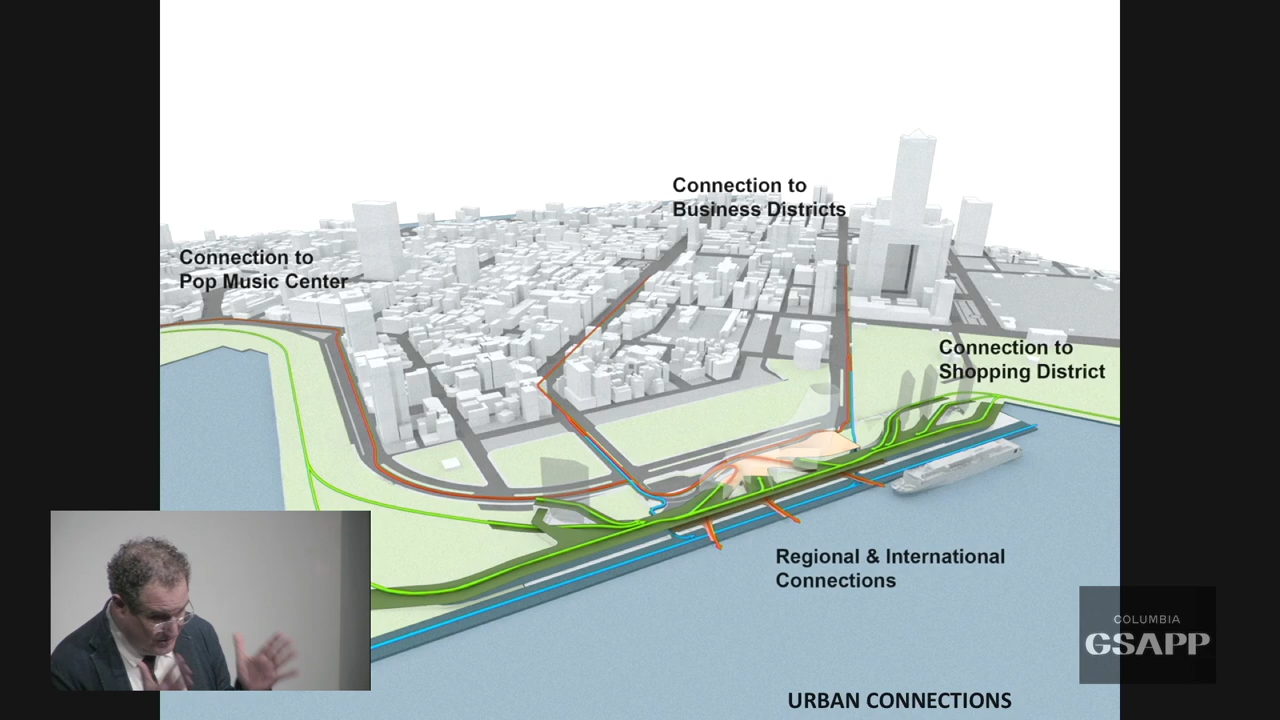 Connection to
Business Districts
Connection to
Pop Music Center
Connection to
Shopping District
Regional & International
Connections
COLUMBIA
GSAPP
URBAN CONNECTIONS